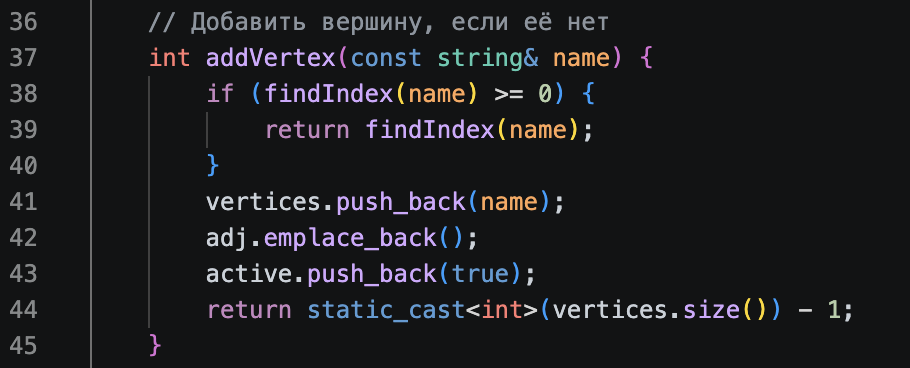 36 // Добавить вершину, если её нет
37 int addVertex(const string& name) {
38 if (findIndex(name) >= 0) {
39 return findIndex(name);
40 }
41 vertices.push_back(name);
42 adj.emplace_back();
43 active.push_back(true);
44 return static_cast<int>(vertices.size()) - 1;
45 }